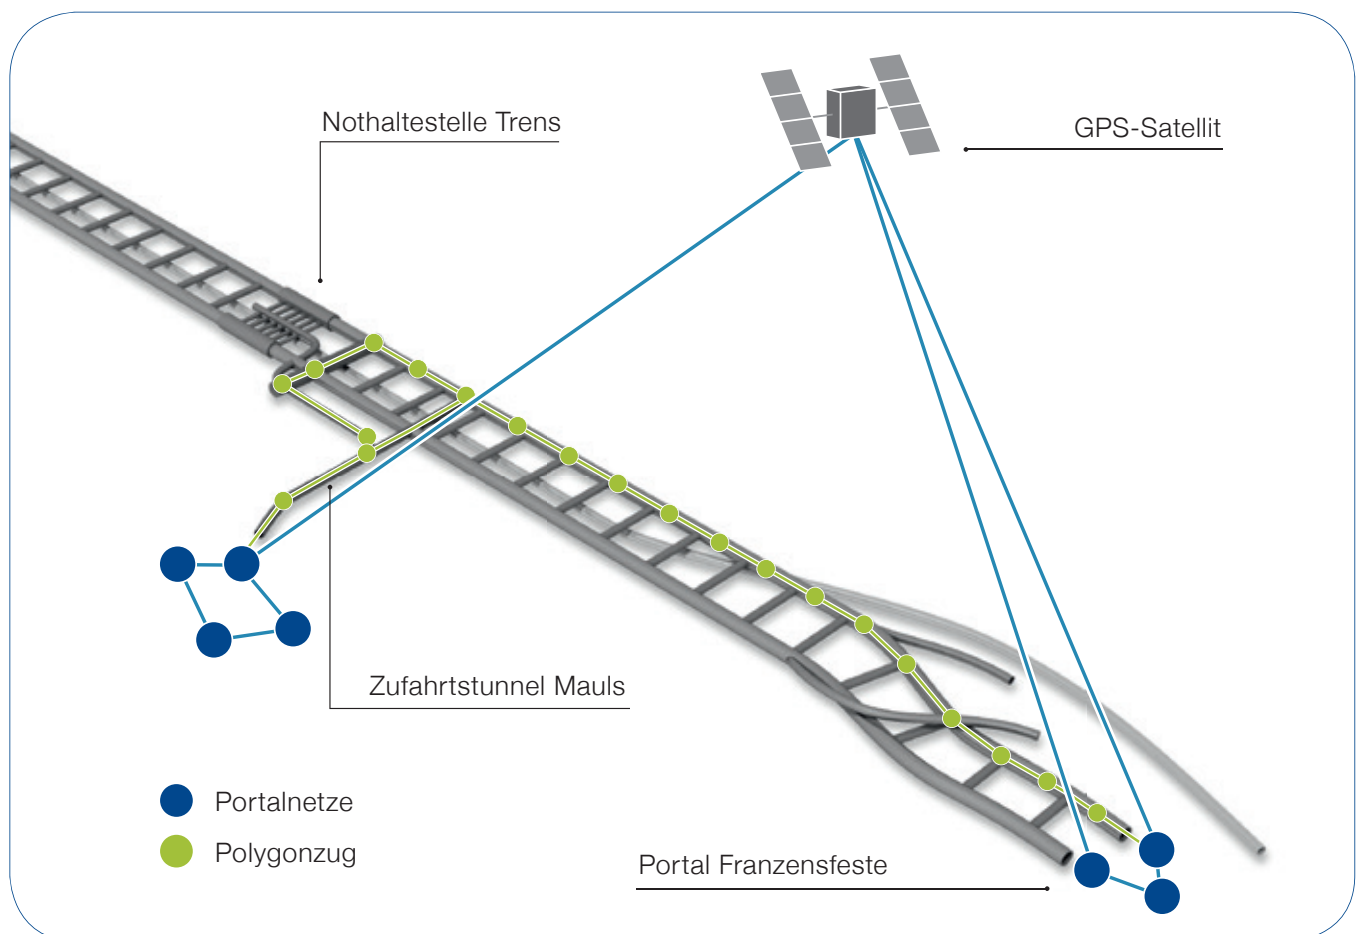 Nothaltestelle Trens
GPS-Satellit
Zufahrtstunnel Mauls
Portalnetze
Polygonzug
Portal Franzensfeste